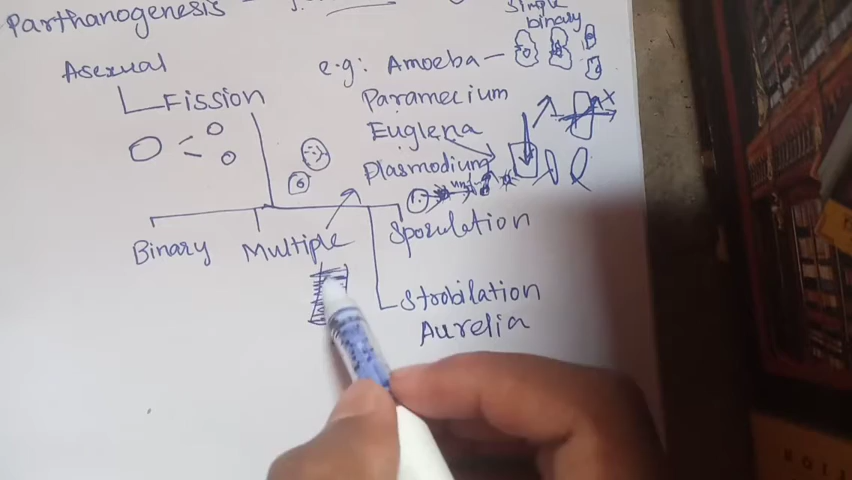 Parthanogenesis -
simple
binary
Asexual
Fission
e.g: Amoeba -
Paramecium
Euglena
Plasmodium
Binary
Multiple
Sporulation
Strobilation
Aurelia